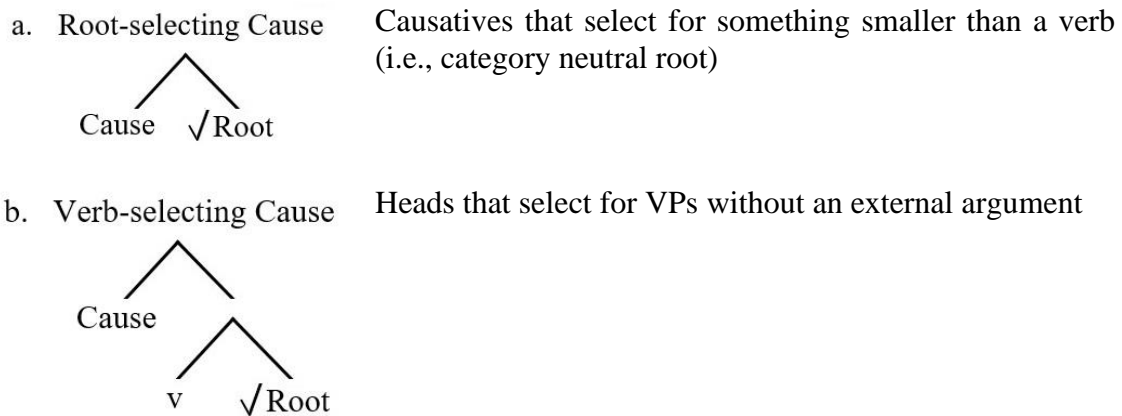 a. Root-selecting Cause Causatives that select for something smaller than a verb
(i.e., category neutral root)
Cause √Root
b. Verb-selecting Cause Heads that select for VPs without an external argument
Cause
v √Root